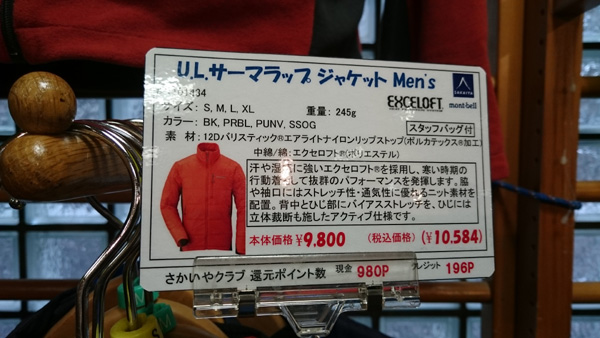 U.L.サーマラップ ジャケット Men's
サイズ: S, M, L, XL 重量: 245g
EXCELOFT mont-bell
カラー: BK, PRBL, PUNV, SSOG
スタッフバッグ付
素 材: 12Dバリスティック®エアライトナイロンリップストップ(ポルカテックス®加工)
中綿/綿: エクセロフト®(ポリエステル)
汗や湿気に強いエクセロフト®を採用し、寒い時期の
行動着として抜群のパフォーマンスを発揮します。脇
や袖口にはストレッチ性・通気性に優れるニット素材を
配置。背中とひじ部にバイアスストレッチを、ひじには
立体裁断も施したアクティブ仕様です。
本体価格 ¥9.800 (税込価格) (¥10.584)
さかいやクラブ 還元ポイント数 現金 980P クレジット 196P